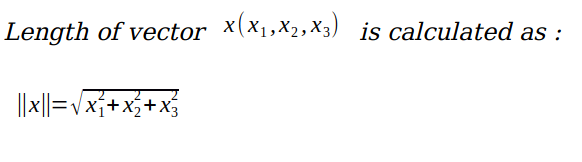 Length of vector x(x₁,x₂,x₃) is calculated as :
‖x‖=√x₁²+x₂²+x₃²